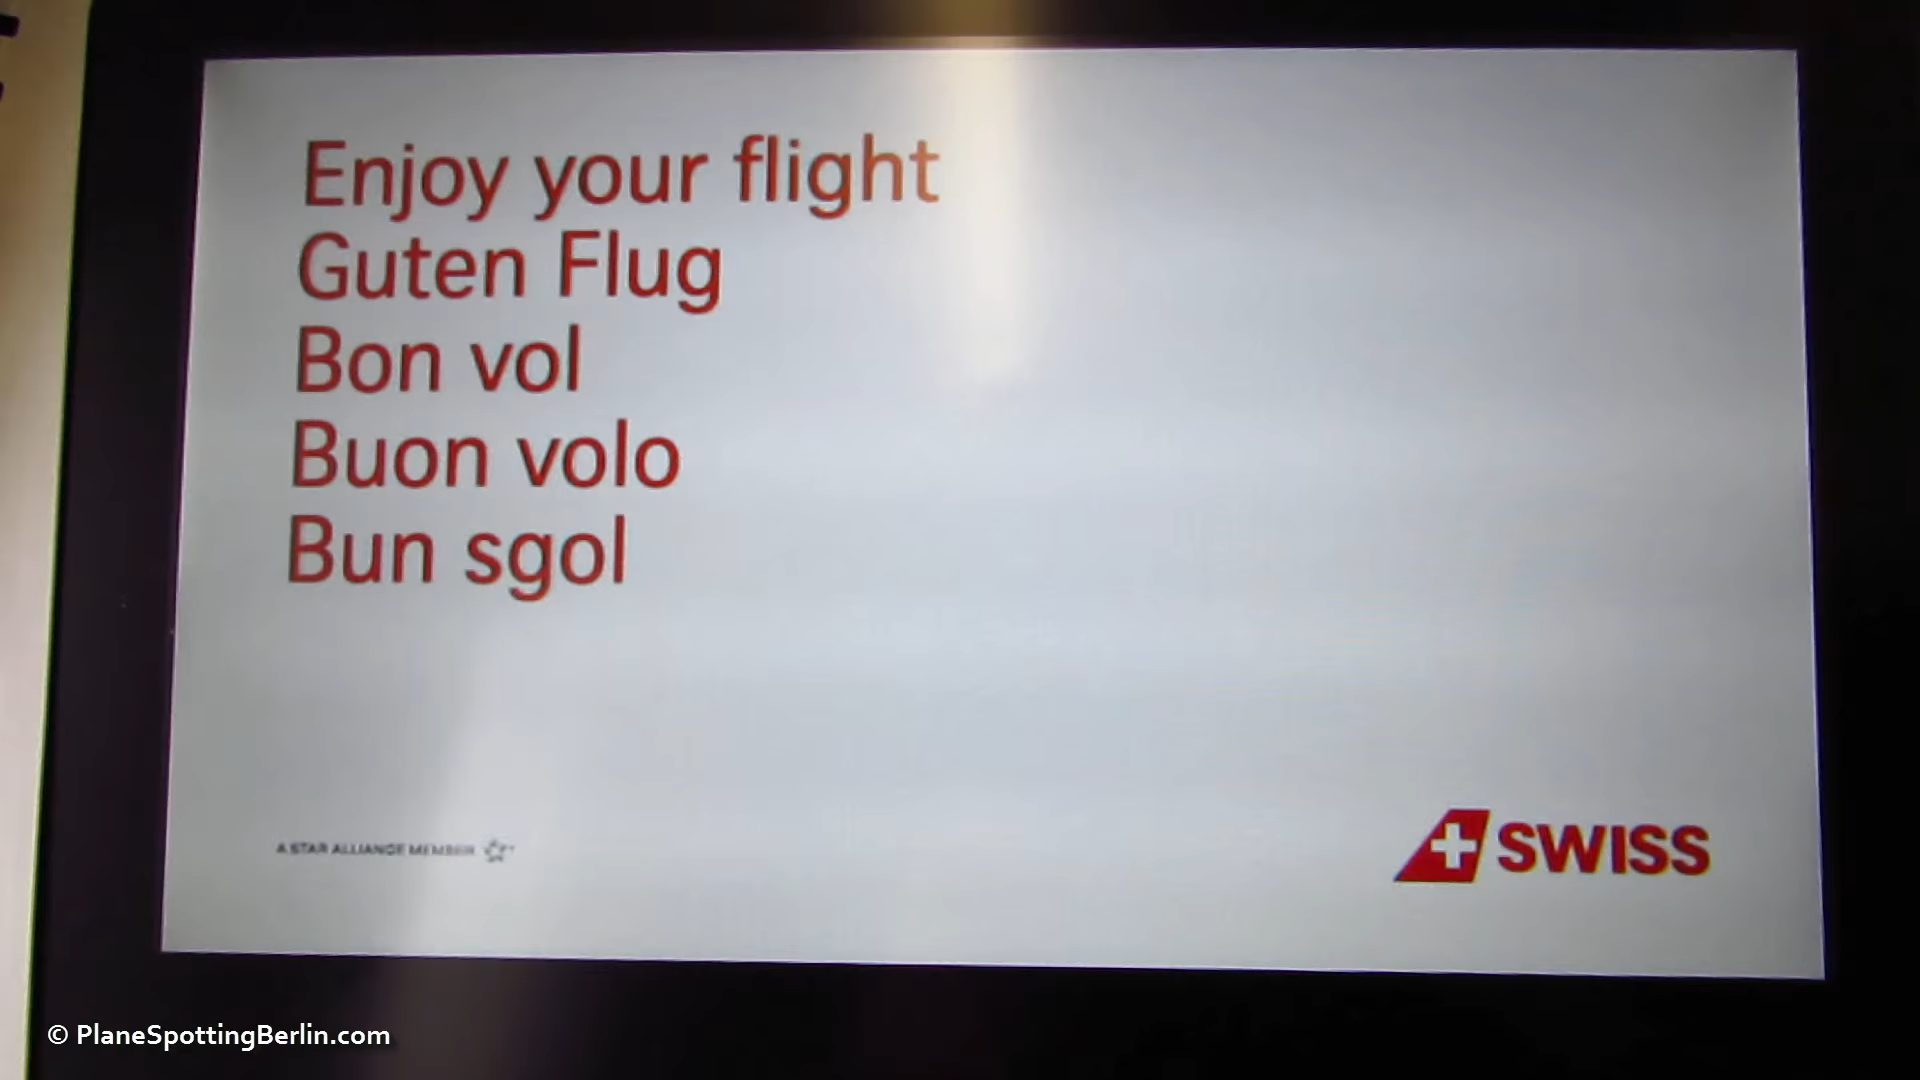 Enjoy your flight
Guten Flug
Bon vol
Buon volo
Bun sgol
A STAR ALLIANCE MEMBER
SWISS
© PlaneSpottingBerlin.com